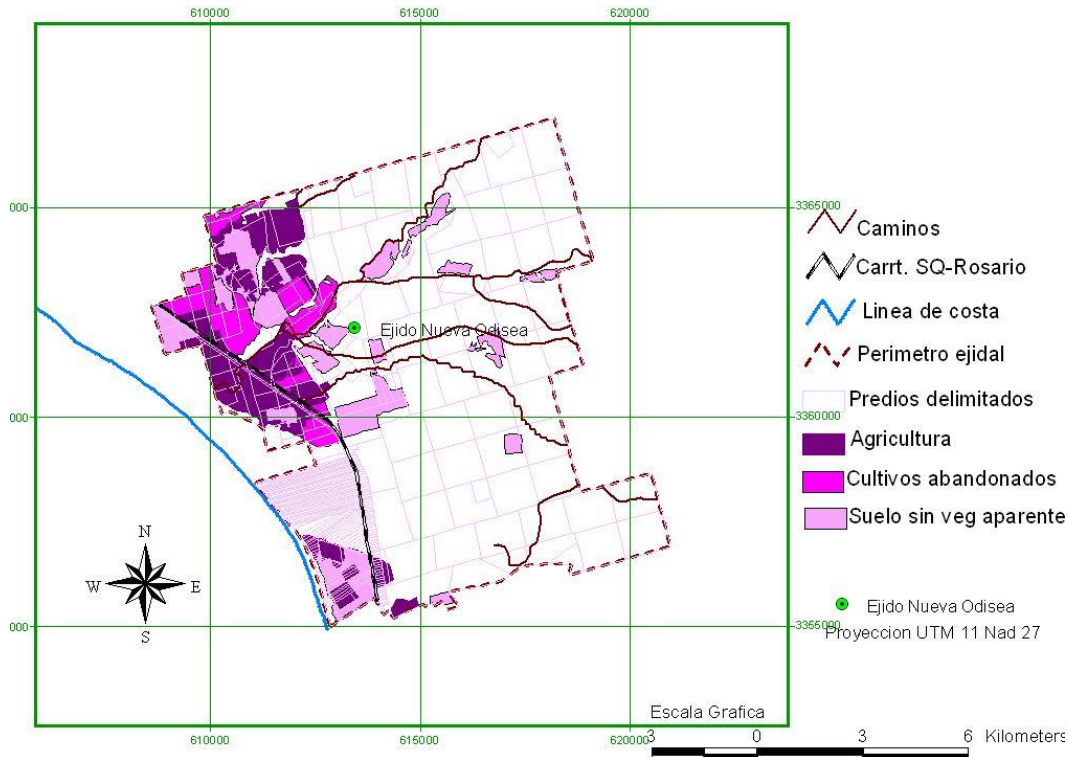 610000 615000 620000
000 3365000
Caminos
Carrt. SQ-Rosario
Linea de costa
Ejido Nueva Odisea
Perimetro ejidal
Predios delimitados
000 3360000
Agricultura
Cultivos abandonados
Suelo sin veg aparente
N
W E
S
Ejido Nueva Odisea
000 3355000
Proyeccion UTM 11 Nad 27
Escala Grafica
610000 615000 620000
3 0 3 6 Kilometers